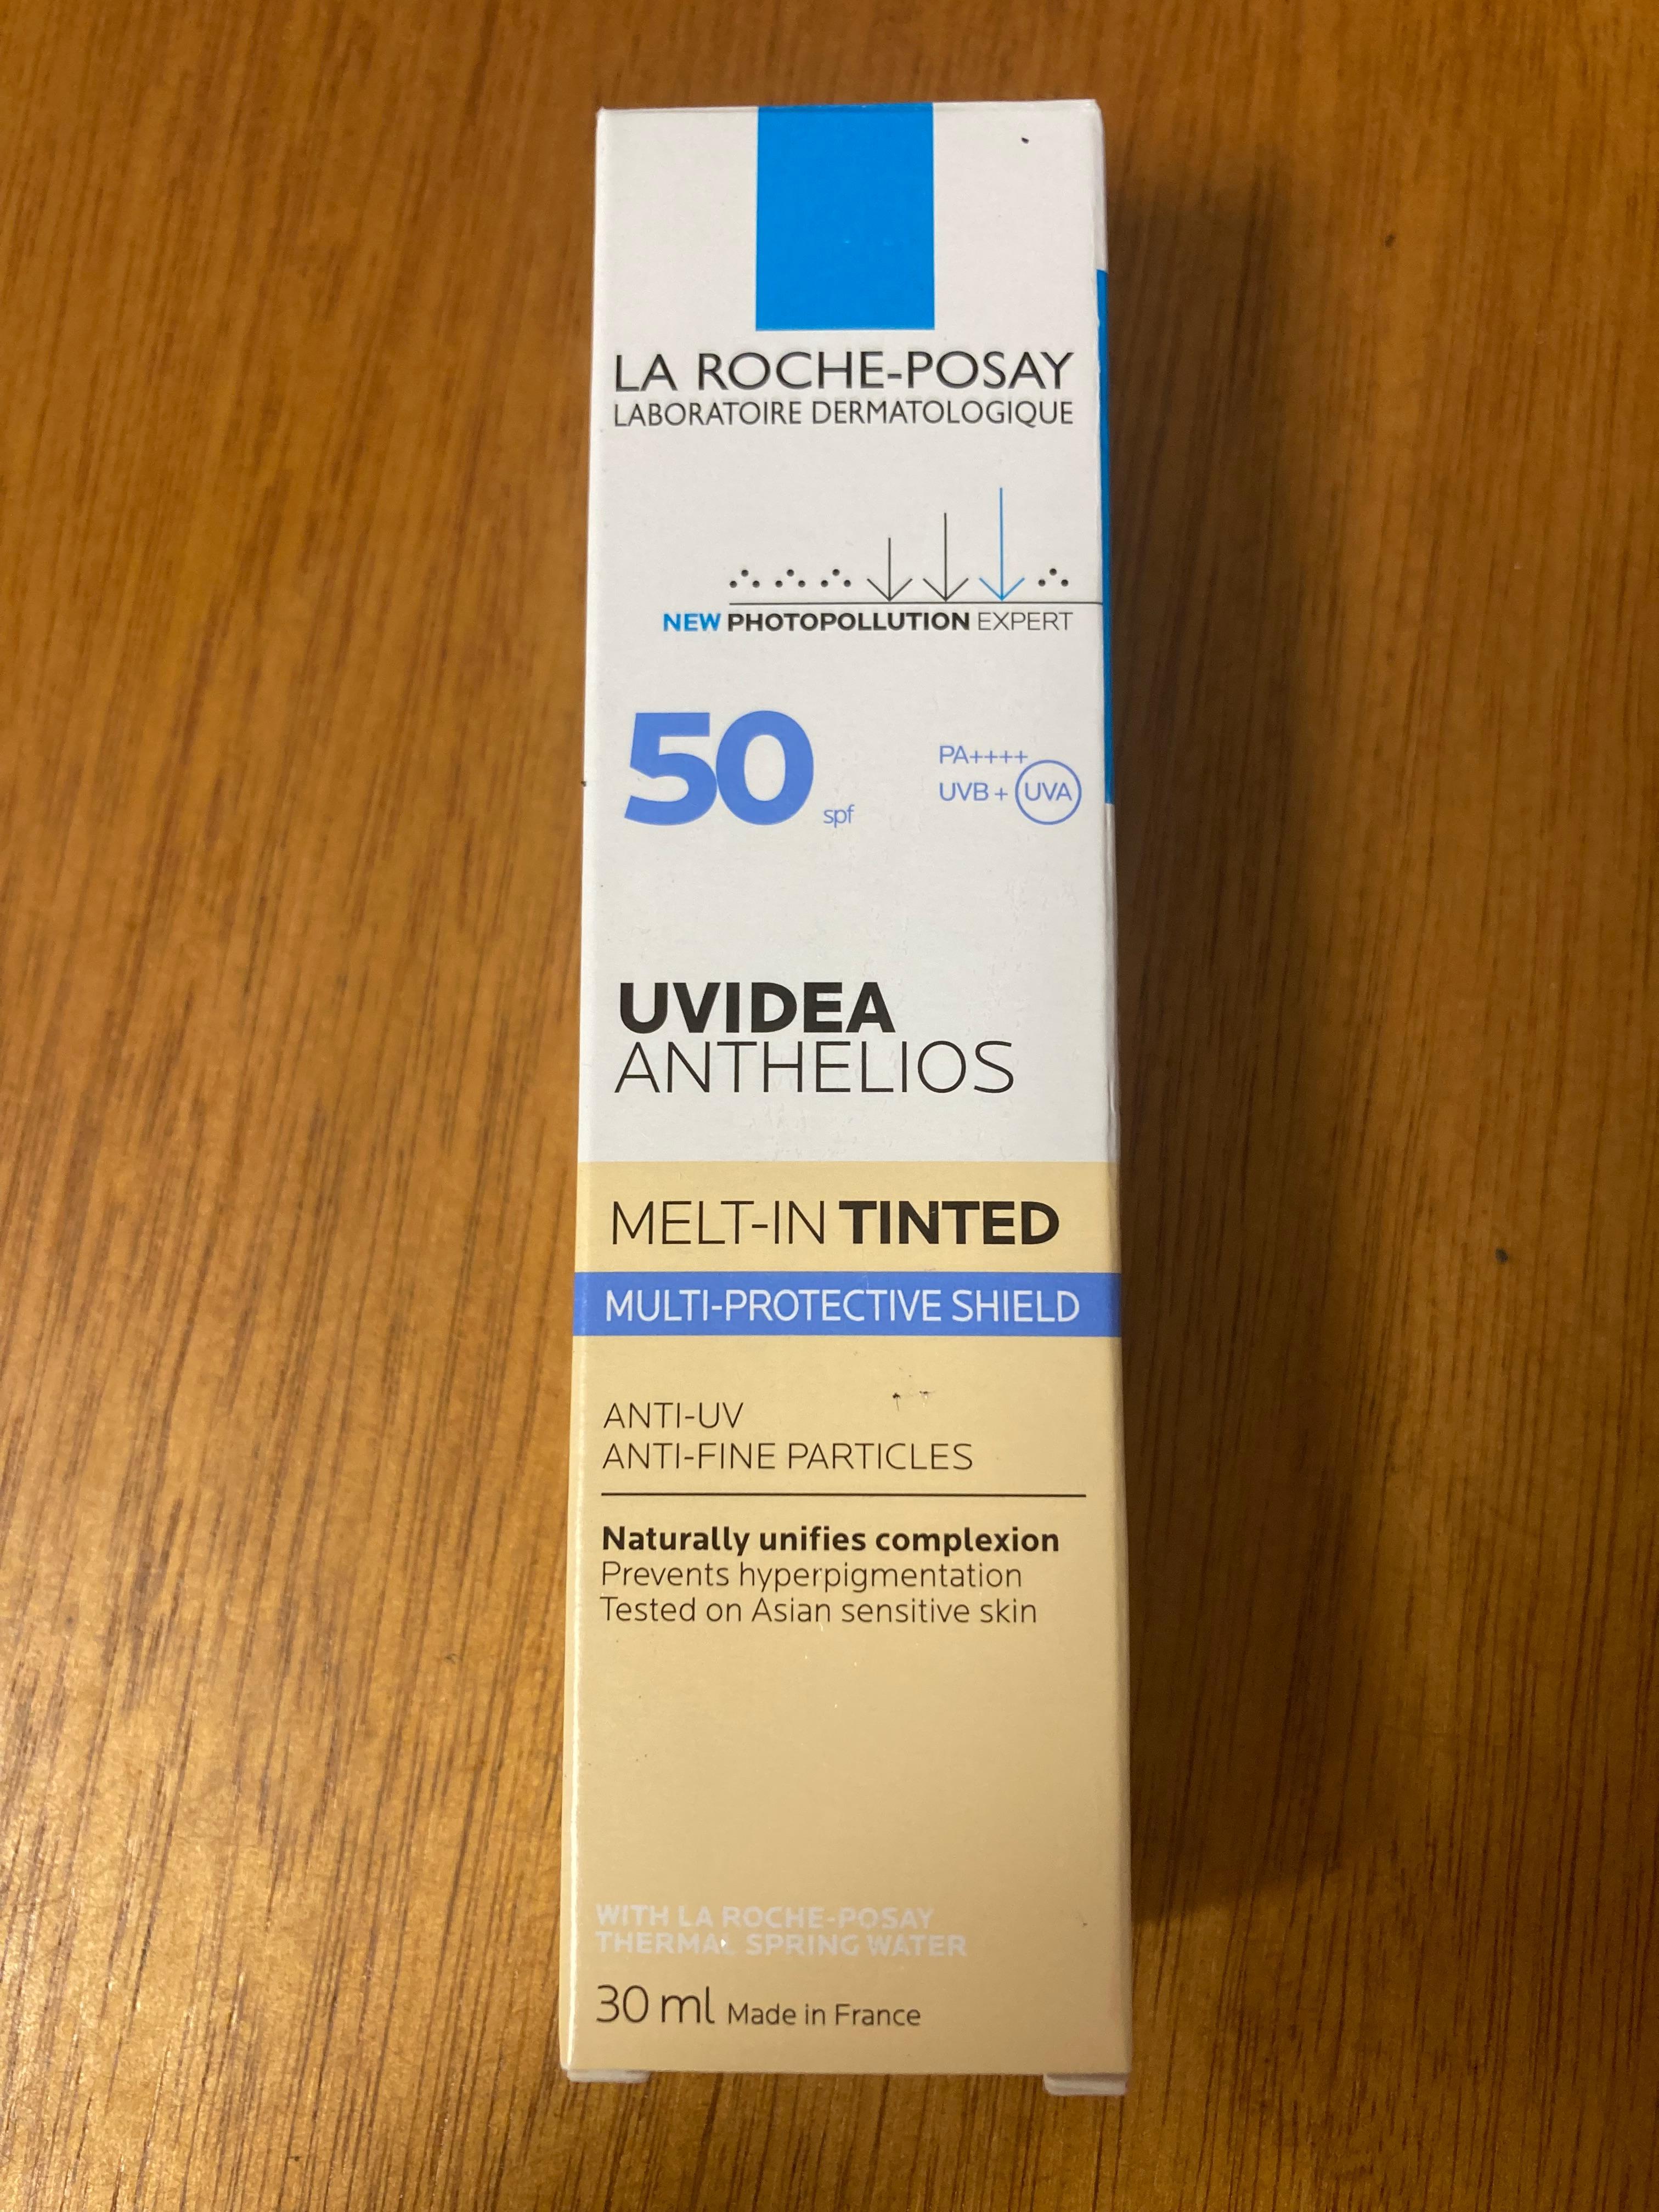 LA ROCHE-POSAY
LABORATOIRE DERMATOLOGIQUE
NEW PHOTOPOLLUTION EXPERT
50 spf
PA++++
UVB + UVA
UVIDEA
ANTHELIOS
MELT-IN TINTED
MULTI-PROTECTIVE SHIELD
ANTI-UV
ANTI-FINE PARTICLES
Naturally unifies complexion
Prevents hyperpigmentation
Tested on Asian sensitive skin
WITH LA ROCHE-POSAY
THERMAL SPRING WATER
30 ml Made in France